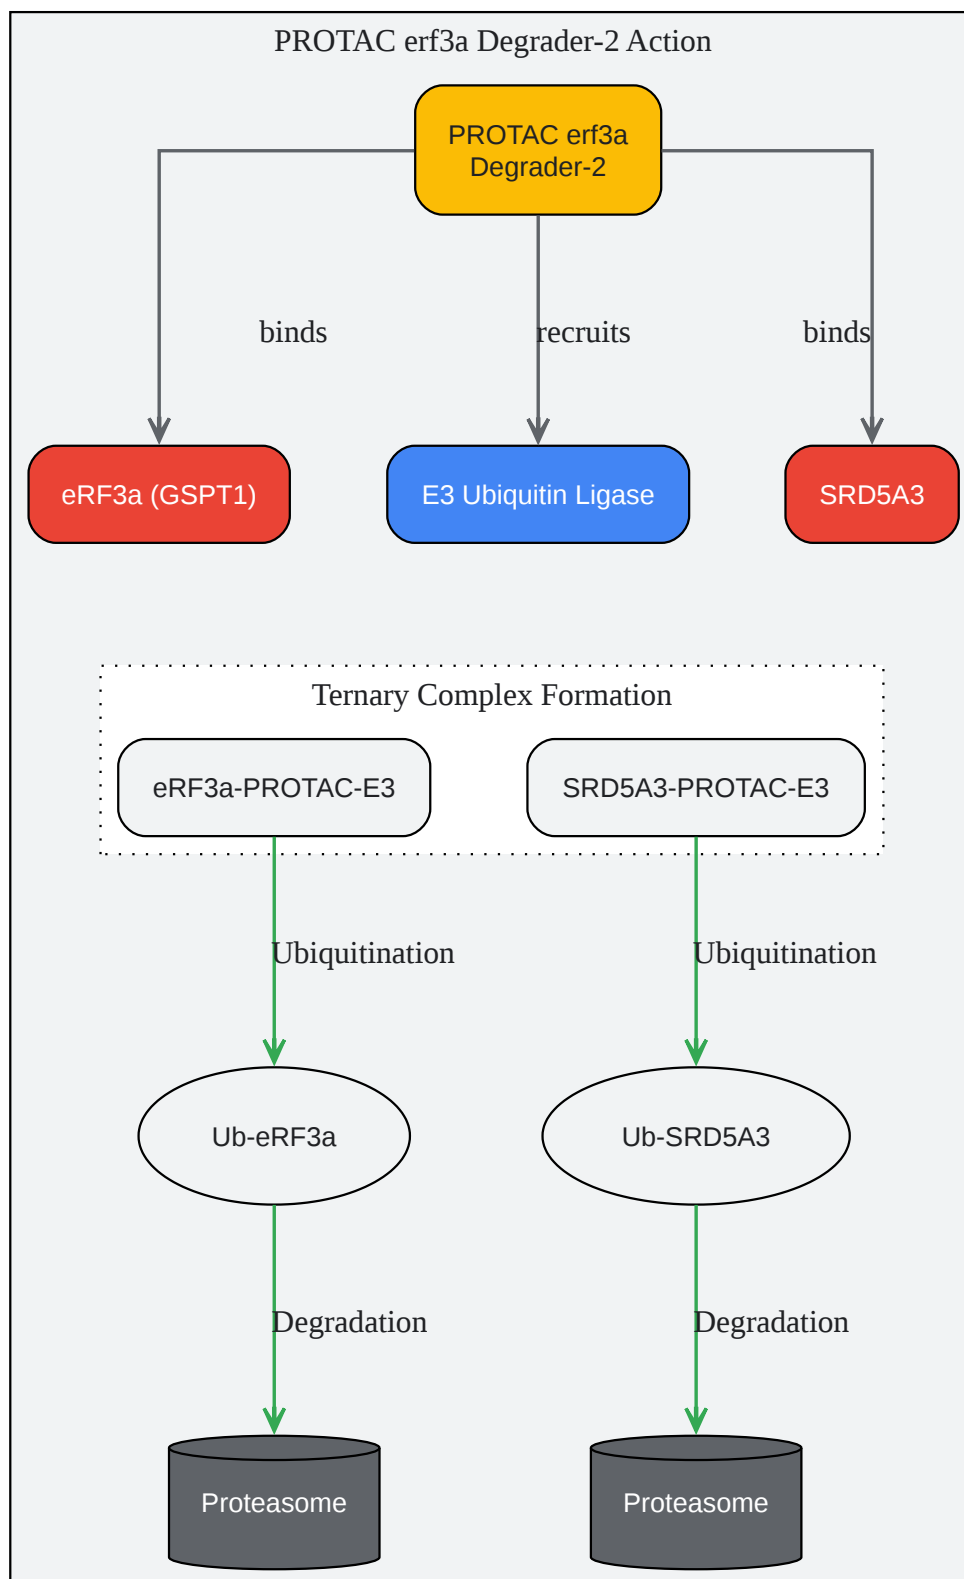 PROTAC erf3a Degrader-2 Action
PROTAC erf3a
Degrader-2
binds
recruits
binds
eRF3a (GSPT1)
E3 Ubiquitin Ligase
SRD5A3
Ternary Complex Formation
eRF3a-PROTAC-E3
SRD5A3-PROTAC-E3
Ubiquitination
Ubiquitination
Ub-eRF3a
Ub-SRD5A3
Degradation
Degradation
Proteasome
Proteasome